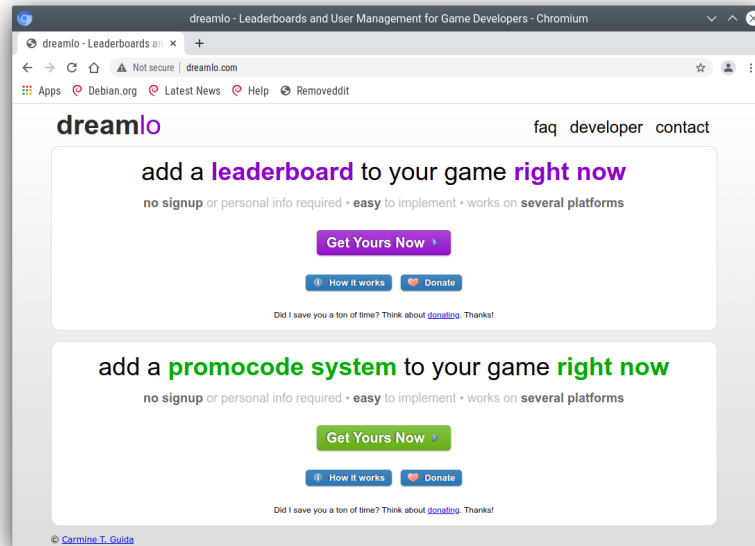 dreamlo - Leaderboards and User Management for Game Developers - Chromium
dreamlo - Leaderboards an
Not secure | dreamlo.com
Apps Debian.org Latest News Help Removeddit
dreamlo faq developer contact
add a leaderboard to your game right now
no signup or personal info required • easy to implement • works on several platforms
Get Yours Now
How it works Donate
Did I save you a ton of time? Think about donating. Thanks!
add a promocode system to your game right now
no signup or personal info required • easy to implement • works on several platforms
Get Yours Now
How it works Donate
Did I save you a ton of time? Think about donating. Thanks!
© Carmine T. Guida